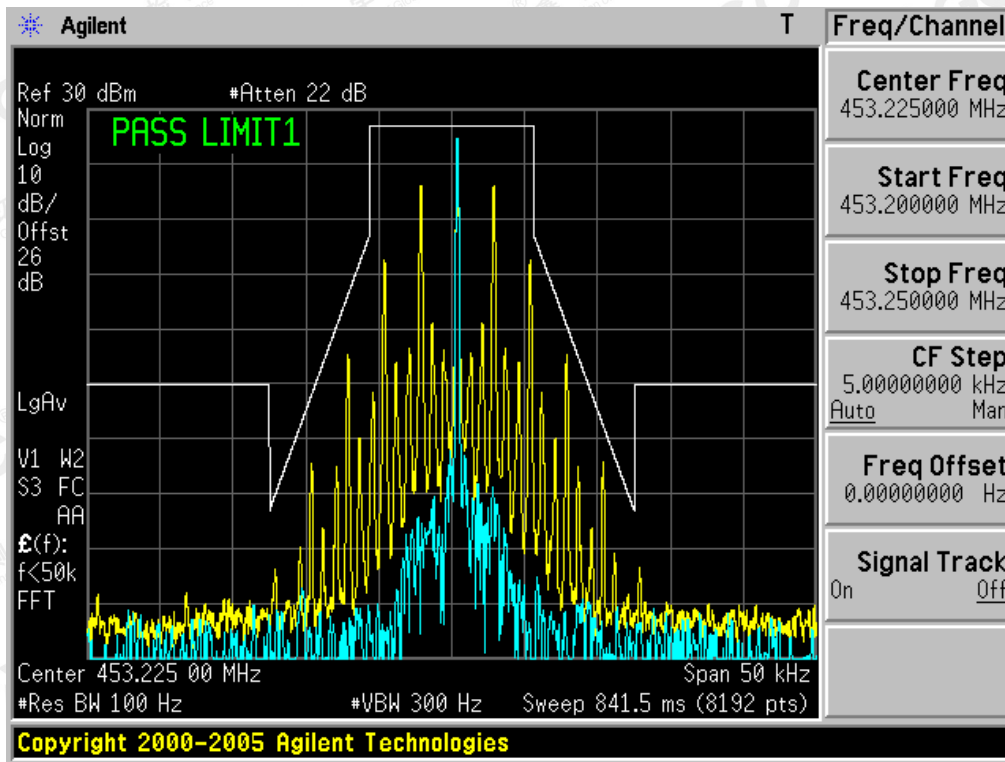 Agilent T
Ref 30 dBm #Atten 22 dB
Norm
Log
10
dB/
Offst
26
dB
PASS LIMIT1
LgAv
V1 W2
S3 FC
AA
£(f):
f<50k
FFT
Center 453.225 00 MHz Span 50 kHz
#Res BW 100 Hz #VBW 300 Hz Sweep 841.5 ms (8192 pts)
Copyright 2000-2005 Agilent Technologies
Freq/Channel
Center Freq
453.225000 MHz
Start Freq
453.200000 MHz
Stop Freq
453.250000 MHz
CF Step
5.00000000 kHz
Auto Man
Freq Offset
0.00000000 Hz
Signal Track
On Off